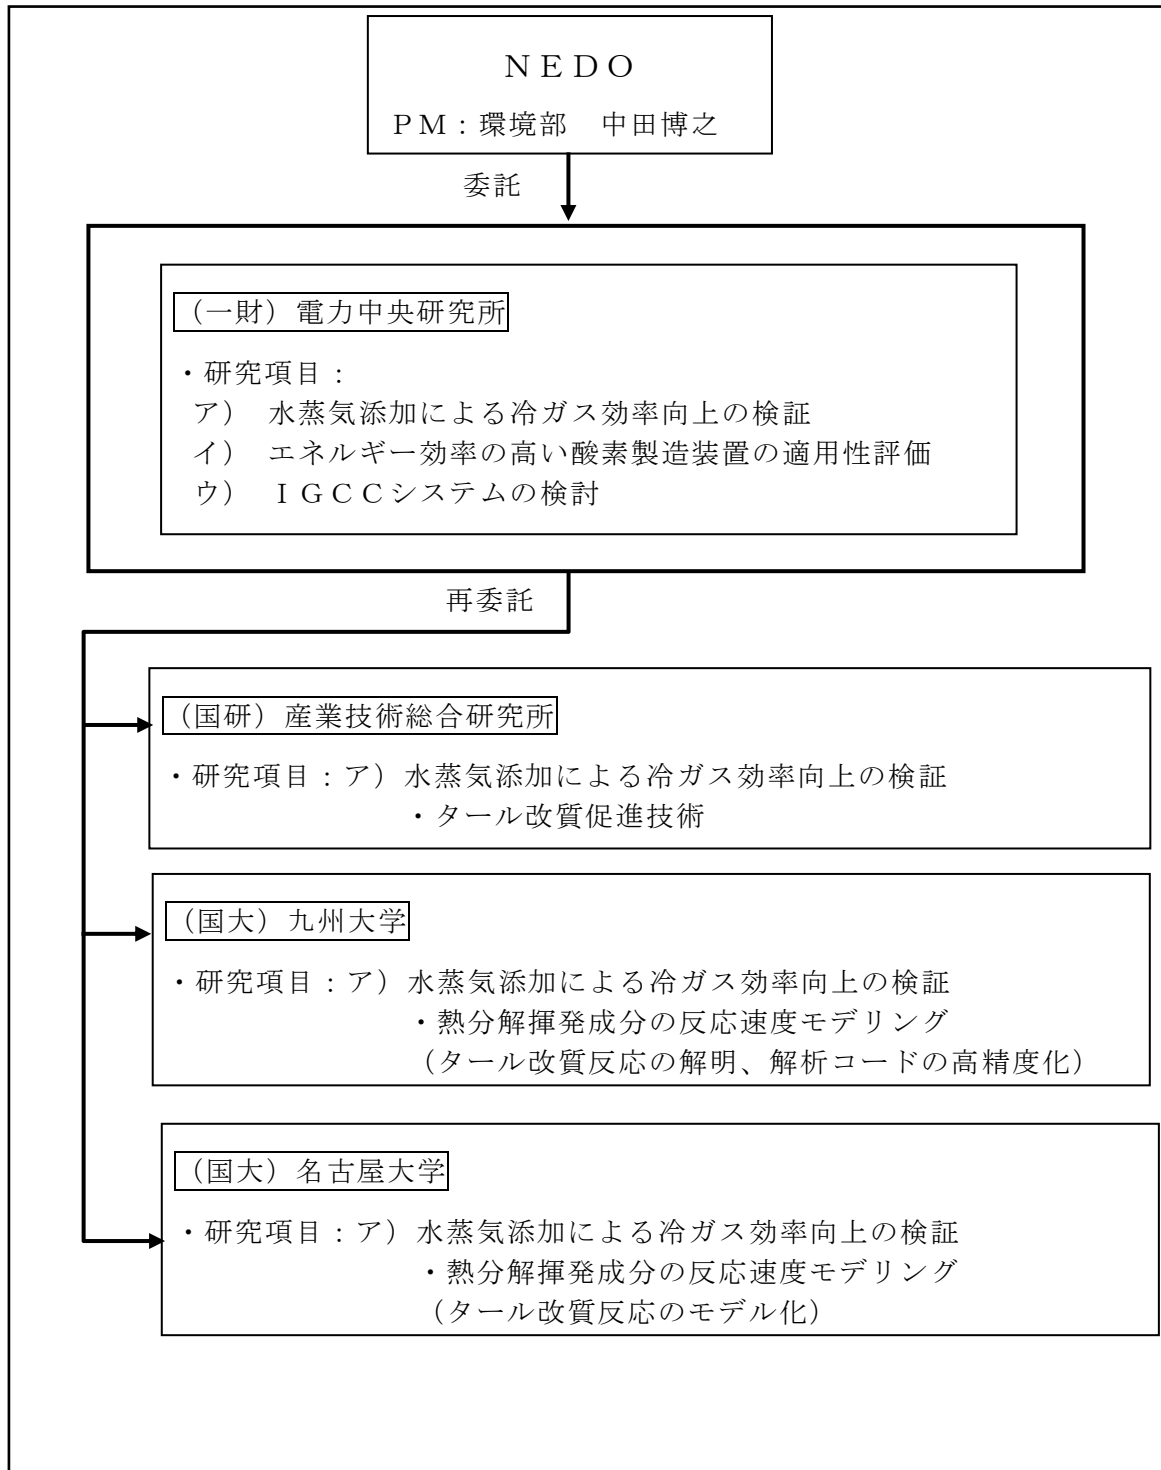 ＮＥＤＯ
ＰＭ：環境部　中田博之
委託
（一財）電力中央研究所
・研究項目：
ア）　水蒸気添加による冷ガス効率向上の検証
イ）　エネルギー効率の高い酸素製造装置の適用性評価
ウ）　ＩＧＣＣシステムの検討
再委託
（国研）産業技術総合研究所
・研究項目：ア）水蒸気添加による冷ガス効率向上の検証
・タール改質促進技術
（国大）九州大学
・研究項目：ア）水蒸気添加による冷ガス効率向上の検証
・熱分解揮発成分の反応速度モデリング
（タール改質反応の解明、解析コードの高精度化）
（国大）名古屋大学
・研究項目：ア）水蒸気添加による冷ガス効率向上の検証
・熱分解揮発成分の反応速度モデリング
（タール改質反応のモデル化）